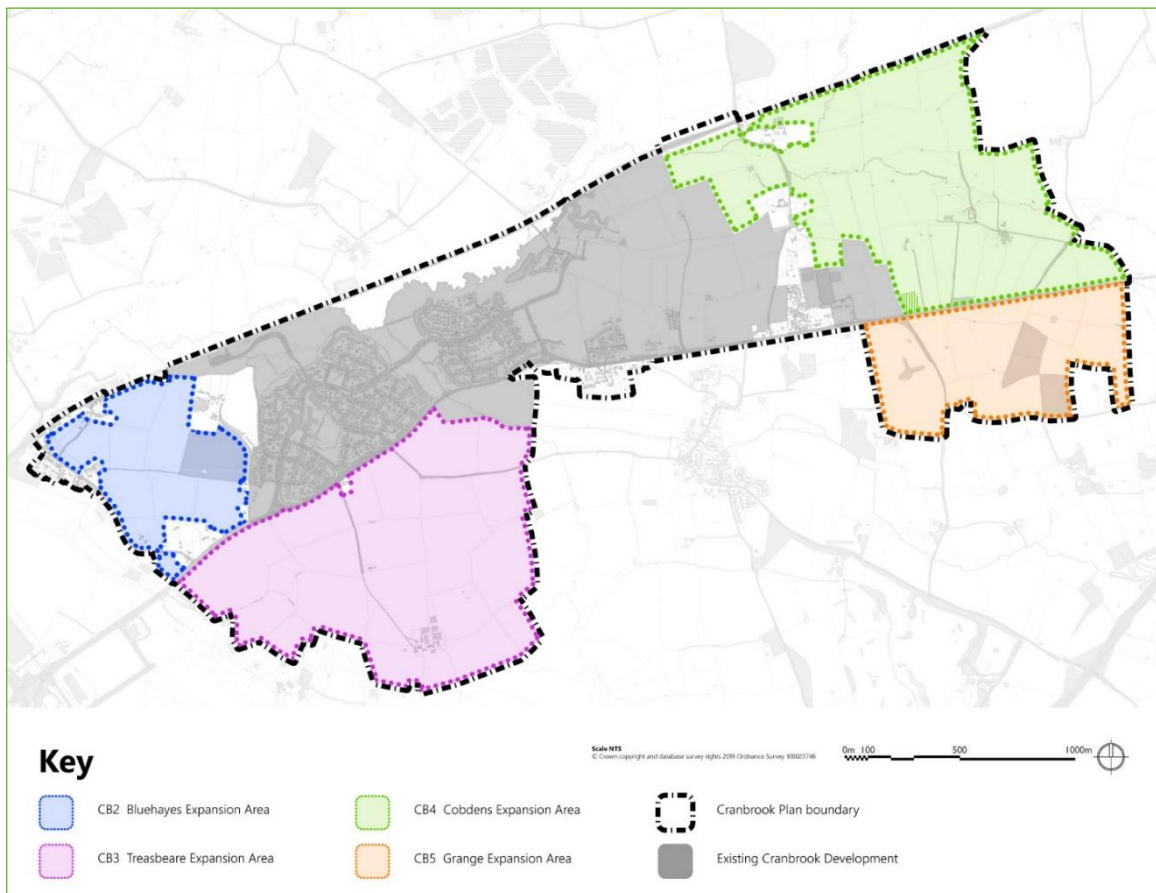 Key
Scale NTS
© Crown copyright and database survey rights 2019 Ordnance Survey 100023746
0m 100 500 1000m
CB2 Bluehayes Expansion Area
CB4 Cobdens Expansion Area
Cranbrook Plan boundary
CB3 Treasbeare Expansion Area
CB5 Grange Expansion Area
Existing Cranbrook Development